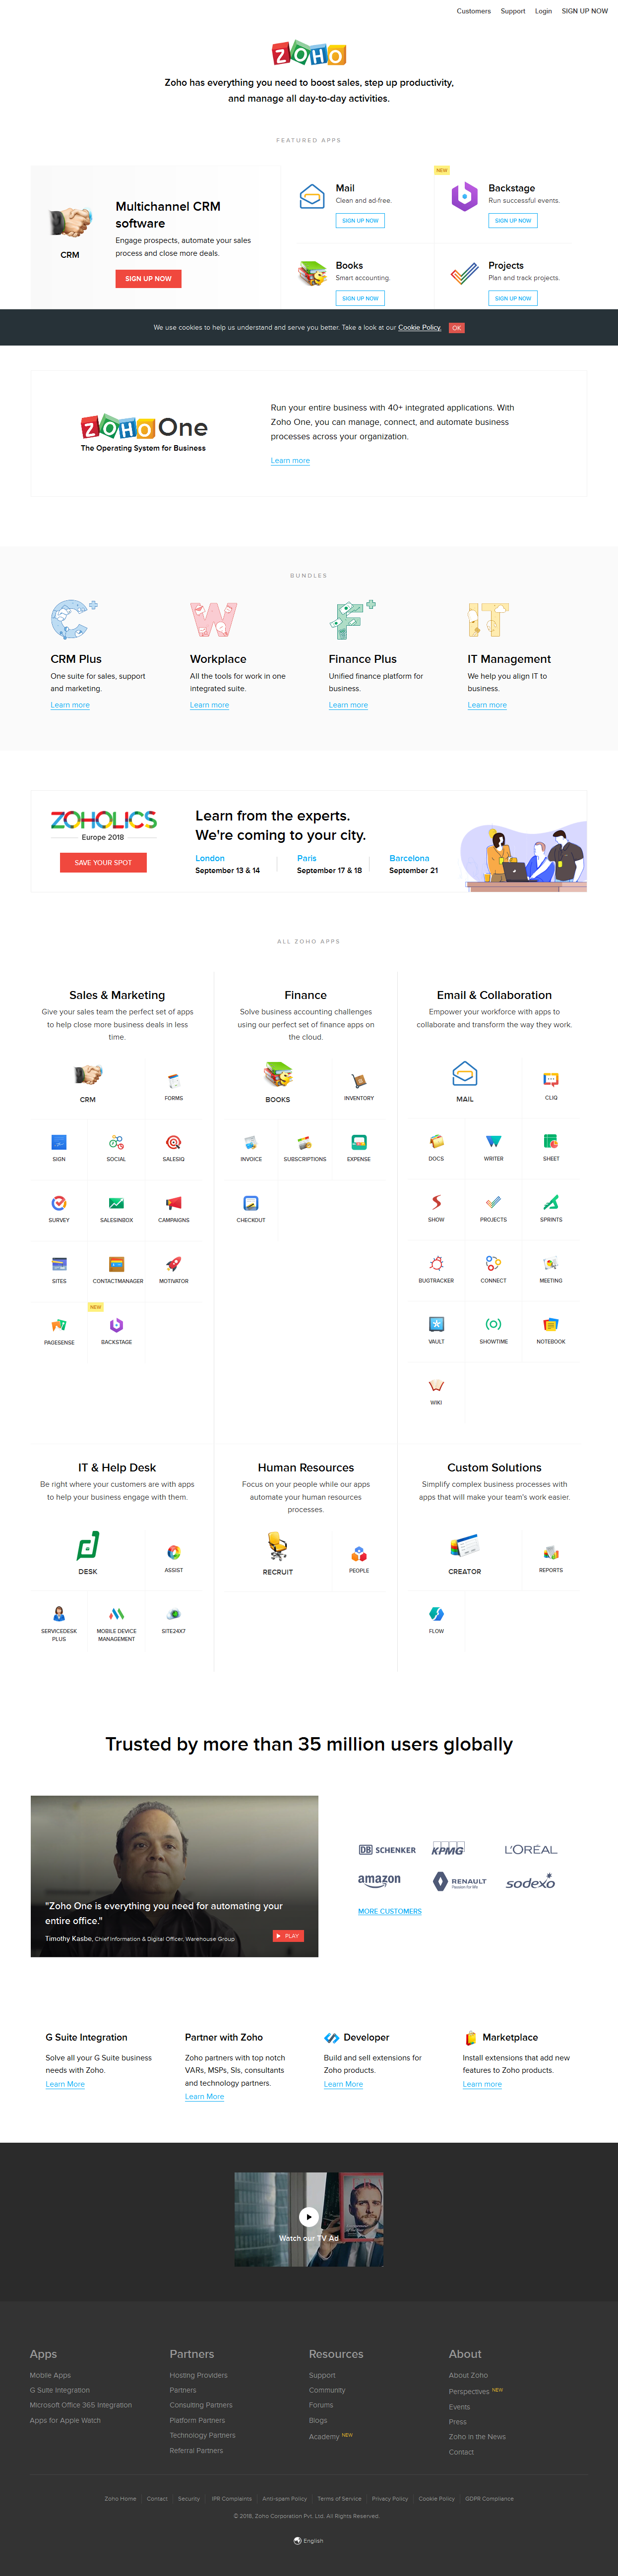 Customers Support Login SIGN UP NOW
ZOHO
Zoho has everything you need to boost sales, step up productivity,
and manage all day-to-day activities.
FEATURED APPS
CRM
Multichannel CRM
software
Engage prospects, automate your sales
process and close more deals.
SIGN UP NOW
Mail
Clean and ad-free.
SIGN UP NOW
NEW
Backstage
Run successful events.
SIGN UP NOW
Books
Smart accounting.
SIGN UP NOW
Projects
Plan and track projects.
SIGN UP NOW
We use cookies to help us understand and serve you better. Take a look at our Cookie Policy. OK
ZOHO One
The Operating System for Business
Run your entire business with 40+ integrated applications. With
Zoho One, you can manage, connect, and automate business
processes across your organization.
Learn more
BUNDLES
C+
CRM Plus
One suite for sales, support
and marketing.
Learn more
W
Workplace
All the tools for work in one
integrated suite.
Learn more
F+
Finance Plus
Unified finance platform for
business.
Learn more
IT
IT Management
We help you align IT to
business.
Learn more
ZOHOLICS
Europe 2018
SAVE YOUR SPOT
Learn from the experts.
We're coming to your city.
London
September 13 & 14
Paris
September 17 & 18
Barcelona
September 21
ALL ZOHO APPS
Sales & Marketing
Give your sales team the perfect set of apps
to help close more business deals in less
time.
CRM
FORMS
SIGN
SOCIAL
SALESIQ
SURVEY
SALESINBOX
CAMPAIGNS
SITES
CONTACTMANAGER
MOTIVATOR
PAGESENSE
NEW
BACKSTAGE
Finance
Solve business accounting challenges
using our perfect set of finance apps on
the cloud.
BOOKS
INVENTORY
INVOICE
SUBSCRIPTIONS
EXPENSE
CHECKOUT
Email & Collaboration
Empower your workforce with apps to
collaborate and transform the way they work.
MAIL
CLIQ
DOCS
WRITER
SHEET
SHOW
PROJECTS
SPRINTS
BUGTRACKER
CONNECT
MEETING
VAULT
SHOWTIME
NOTEBOOK
WIKI
IT & Help Desk
Be right where your customers are with apps
to help your business engage with them.
DESK
ASSIST
SERVICEDESK
PLUS
MOBILE DEVICE
MANAGEMENT
SITE24X7
Human Resources
Focus on your people while our apps
automate your human resources
processes.
RECRUIT
PEOPLE
Custom Solutions
Simplify complex business processes with
apps that will make your team's work easier.
CREATOR
REPORTS
FLOW
Trusted by more than 35 million users globally
"Zoho One is everything you need for automating your
entire office."
Timothy Kasbe, Chief Information & Digital Officer, Warehouse Group
PLAY
DB SCHENKER
KPMG
L'ORÉAL
amazon
RENAULT
Passion for life
sodexo
MORE CUSTOMERS
G Suite Integration
Solve all your G Suite business
needs with Zoho.
Learn More
Partner with Zoho
Zoho partners with top notch
VARs, MSPs, SIs, consultants
and technology partners.
Learn More
Developer
Build and sell extensions for
Zoho products.
Learn More
Marketplace
Install extensions that add new
features to Zoho products.
Learn more
Watch our TV Ad
Apps
Mobile Apps
G Suite Integration
Microsoft Office 365 Integration
Apps for Apple Watch
Partners
Hosting Providers
Partners
Consulting Partners
Platform Partners
Technology Partners
Referral Partners
Resources
Support
Community
Forums
Blogs
Academy NEW
About
About Zoho
Perspectives NEW
Events
Press
Zoho in the News
Contact
Zoho Home Contact Security IPR Complaints Anti-spam Policy Terms of Service Privacy Policy Cookie Policy GDPR Compliance
© 2018, Zoho Corporation Pvt. Ltd. All Rights Reserved.
English